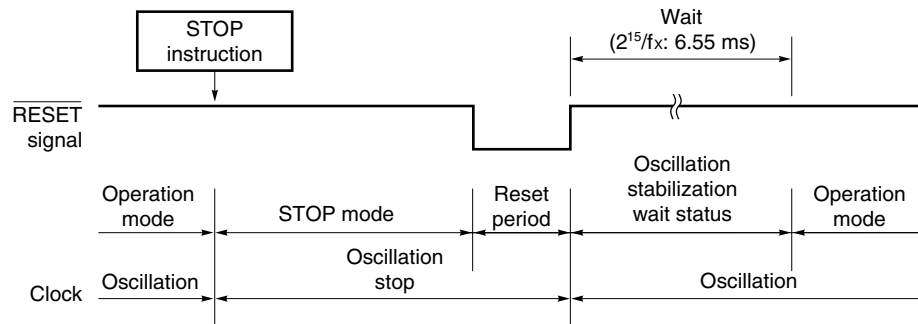 STOP
instruction
Wait
(2¹⁵/fx: 6.55 ms)
RESET
signal
Operation
mode
STOP mode
Reset
period
Oscillation
stabilization
wait status
Operation
mode
Clock
Oscillation
Oscillation
stop
Oscillation